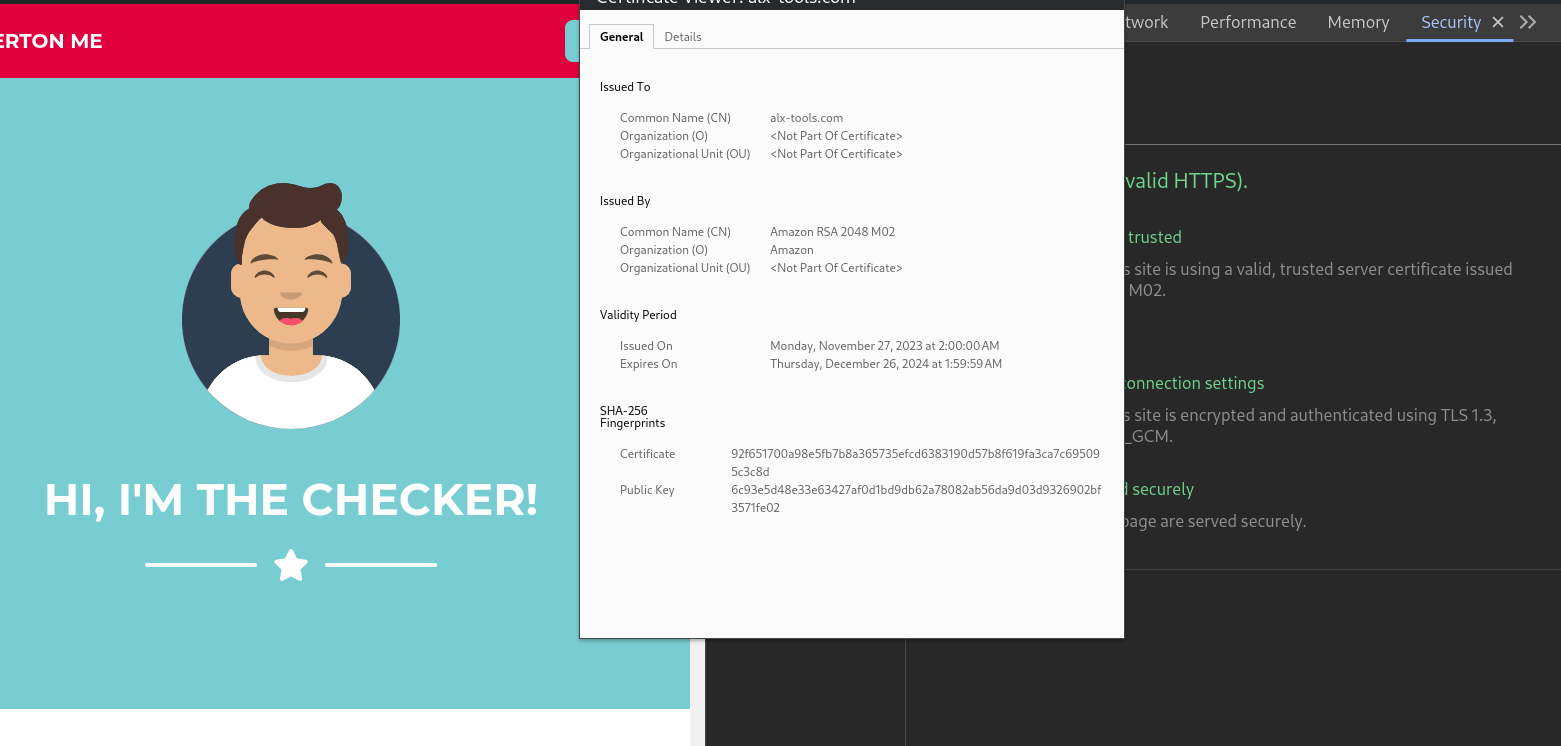 ERTON ME
HI, I'M THE CHECKER!
Certificate Viewer: alx-tools.com
General Details
Issued To
Common Name (CN) alx-tools.com
Organization (O) <Not Part Of Certificate>
Organizational Unit (OU) <Not Part Of Certificate>
Issued By
Common Name (CN) Amazon RSA 2048 M02
Organization (O) Amazon
Organizational Unit (OU) <Not Part Of Certificate>
Validity Period
Issued On Monday, November 27, 2023 at 2:00:00 AM
Expires On Thursday, December 26, 2024 at 1:59:59 AM
SHA-256
Fingerprints
Certificate 92f651700a98e5fb7b8a365735efcd6383190d57b8f619fa3ca7c69509
5c3c8d
Public Key 6c93e5d48e33e63427af0d1bd9db62a78082ab56da9d03d9326902bf
3571fe02
twork Performance Memory Security
valid HTTPS).
trusted
s site is using a valid, trusted server certificate issued
M02.
onnection settings
s site is encrypted and authenticated using TLS 1.3,
_GCM.
d securely
page are served securely.